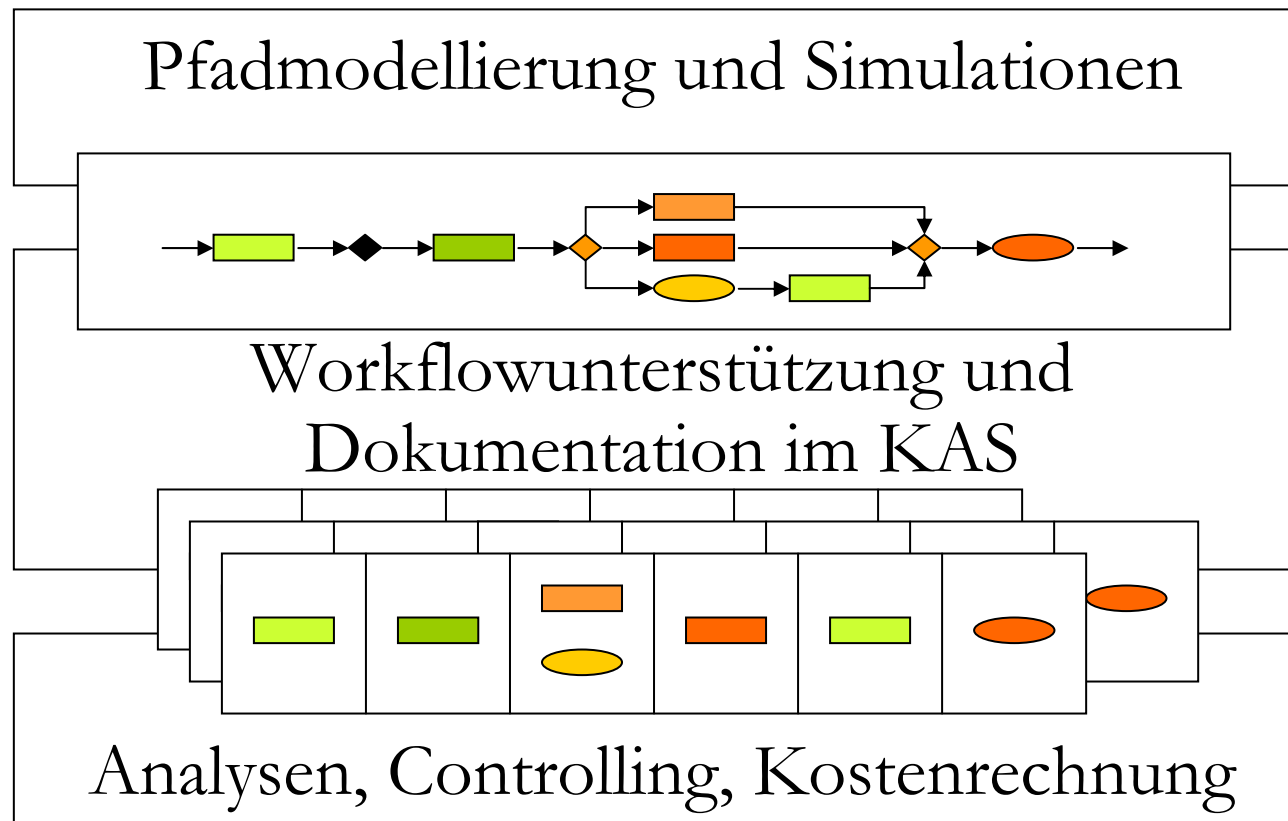 Pfadmodellierung und Simulationen
Workflowunterstützung und
Dokumentation im KAS
Analysen, Controlling, Kostenrechnung